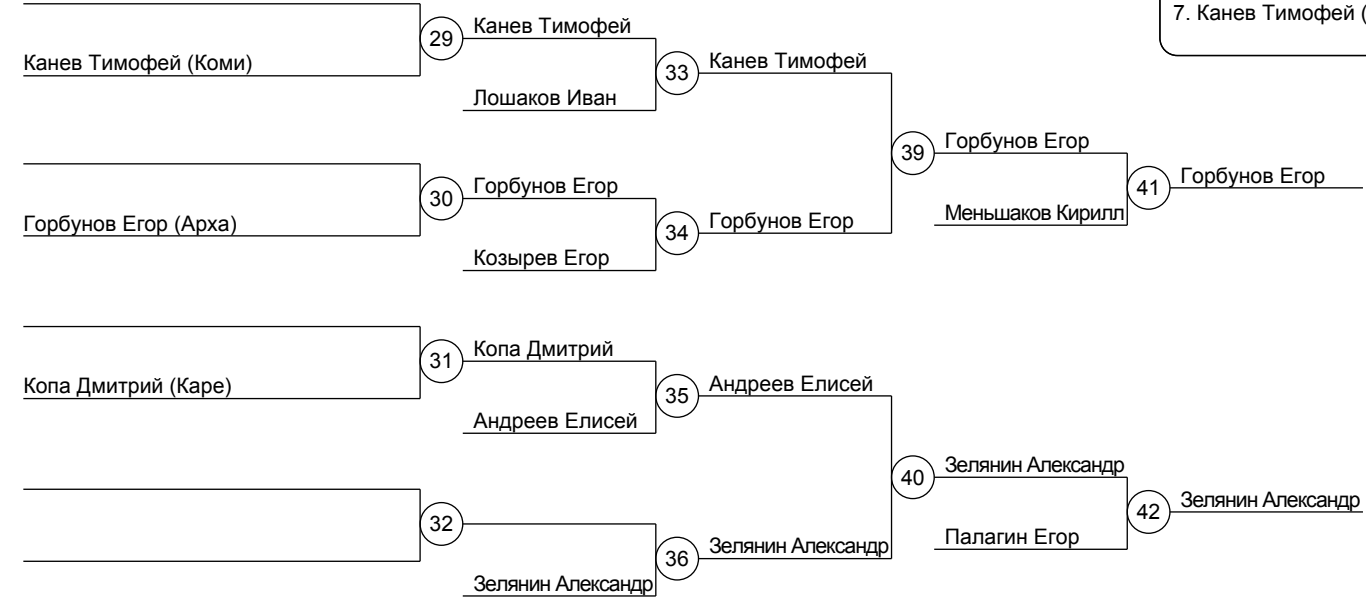 7. Канев Тимофей (
29
Канев Тимофей
Канев Тимофей (Коми)
33
Канев Тимофей
Лошаков Иван
39
Горбунов Егор
30
Горбунов Егор
41
Горбунов Егор
Горбунов Егор (Арха)
34
Горбунов Егор
Меньшаков Кирилл
Козырев Егор
31
Копа Дмитрий
Копа Дмитрий (Каре)
35
Андреев Елисей
Андреев Елисей
40
Зелянин Александр
32
42
Зелянин Александр
36
Зелянин Александр
Палагин Егор
Зелянин Александр